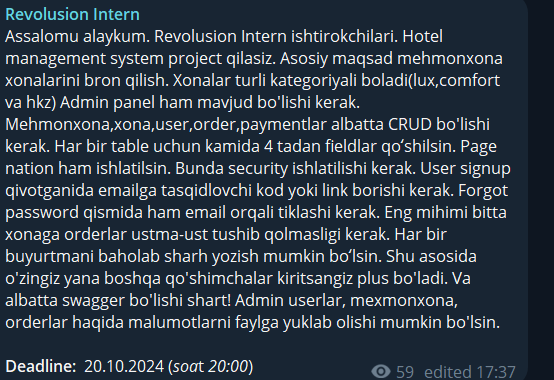 Revolusion Intern
Assalomu alaykum. Revolusion Intern ishtirokchilari. Hotel
management system project qilasiz. Asosiy maqsad mehmonxona
xonalarini bron qilish. Xonalar turli kategoriyali boladi(lux,comfort
va hkz) Admin panel ham mavjud bo'lishi kerak.
Mehmonxona,xona,user,order,paymentlar albatta CRUD bo'lishi
kerak. Har bir table uchun kamida 4 tadan fieldlar qoʻshilsin. Page
nation ham ishlatilsin. Bunda security ishlatilishi kerak. User signup
qivotganida emailga tasqidlovchi kod yoki link borishi kerak. Forgot
password qismida ham email orqali tiklashi kerak. Eng mihimi bitta
xonaga orderlar ustma-ust tushib qolmasligi kerak. Har bir
buyurtmani baholab sharh yozish mumkin boʻlsin. Shu asosida
o'zingiz yana boshqa qo'shimchalar kiritsangiz plus bo'ladi. Va
albatta swagger bo'lishi shart! Admin userlar, mexmonxona,
orderlar haqida malumotlarni faylga yuklab olishi mumkin bo'lsin.
Deadline: 20.10.2024 (soat 20:00)
59 edited 17:37